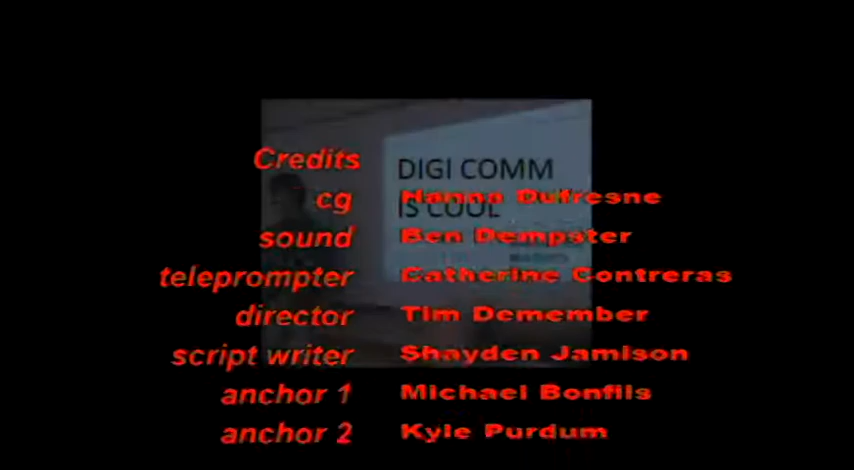 Credits
DIGI COMM
IS COOL
cg Hanna Dufresne
sound Ben Dempster
teleprompter Catherine Contreras
director Tim Demember
script writer Shayden Jamison
anchor 1 Michael Bonfils
anchor 2 Kyle Purdum